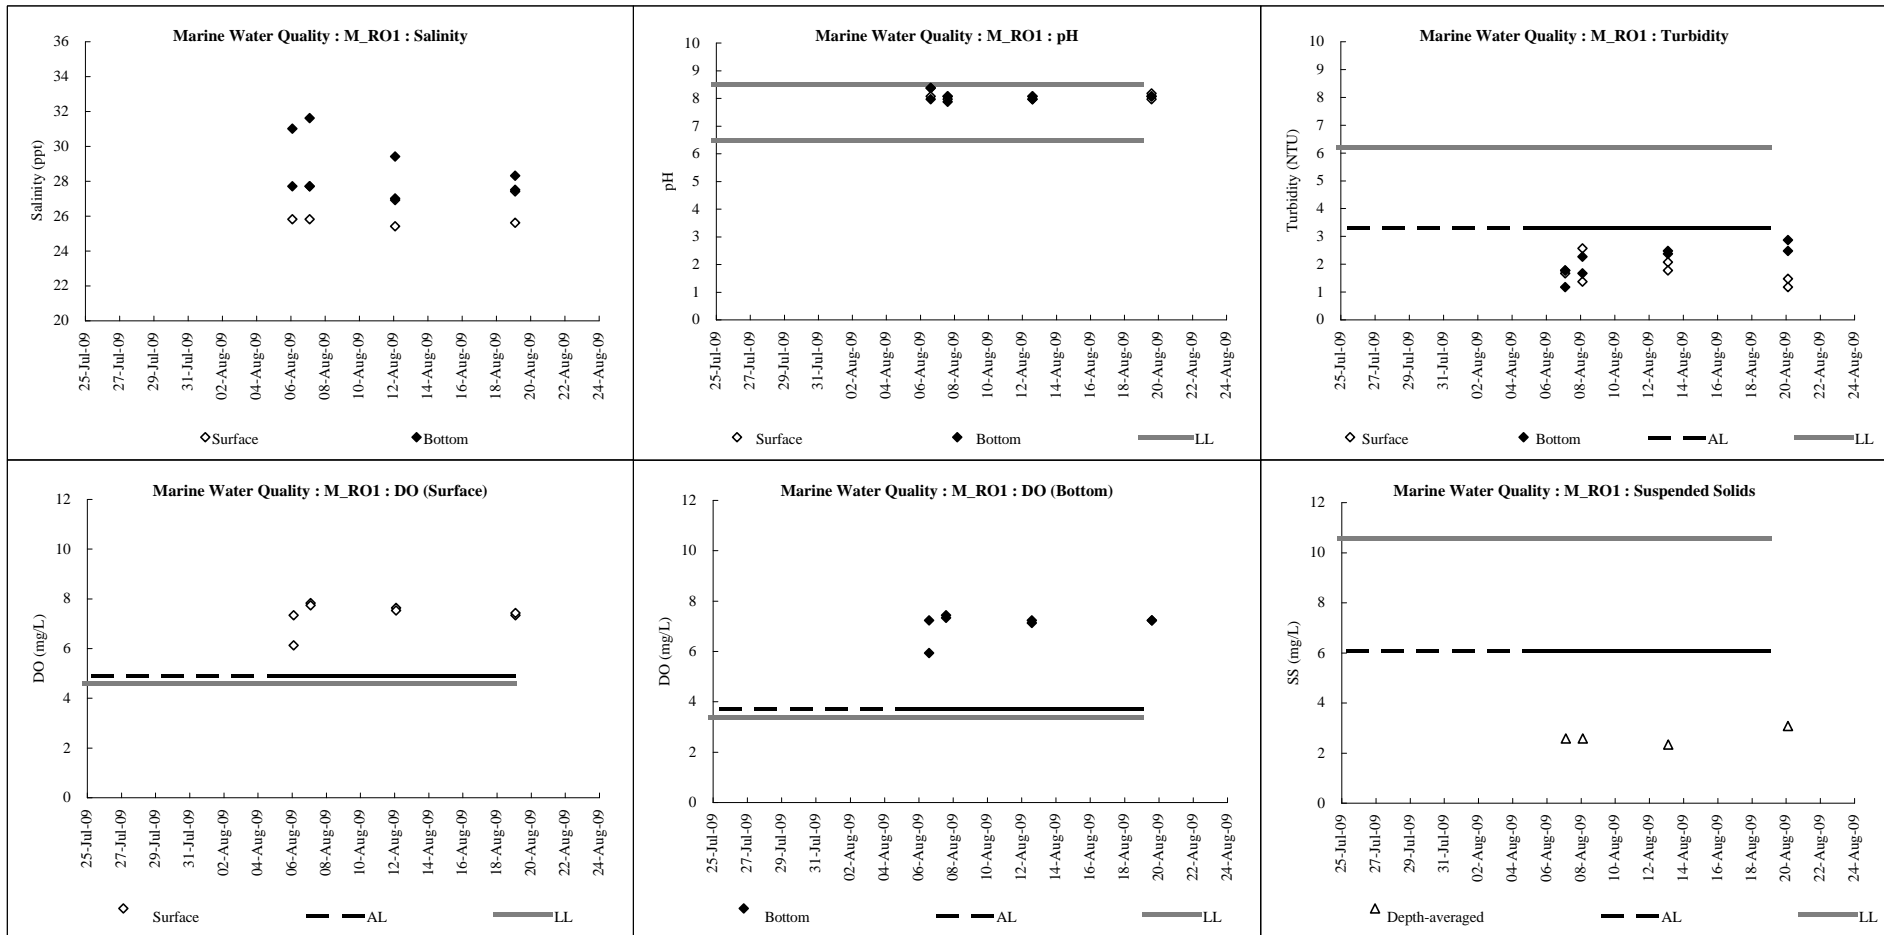 Marine Water Quality : M_RO1 : Salinity
36
34
32
30
28
26
24
22
20
Salinity (ppt)
25-Jul-09
27-Jul-09
29-Jul-09
31-Jul-09
02-Aug-09
04-Aug-09
06-Aug-09
08-Aug-09
10-Aug-09
12-Aug-09
14-Aug-09
16-Aug-09
18-Aug-09
20-Aug-09
22-Aug-09
24-Aug-09
Surface Bottom
Marine Water Quality : M_RO1 : pH
10
9
8
7
6
5
4
3
2
1
0
pH
25-Jul-09
27-Jul-09
29-Jul-09
31-Jul-09
02-Aug-09
04-Aug-09
06-Aug-09
08-Aug-09
10-Aug-09
12-Aug-09
14-Aug-09
16-Aug-09
18-Aug-09
20-Aug-09
22-Aug-09
24-Aug-09
Surface Bottom LL
Marine Water Quality : M_RO1 : Turbidity
10
9
8
7
6
5
4
3
2
1
0
Turbidity (NTU)
25-Jul-09
27-Jul-09
29-Jul-09
31-Jul-09
02-Aug-09
04-Aug-09
06-Aug-09
08-Aug-09
10-Aug-09
12-Aug-09
14-Aug-09
16-Aug-09
18-Aug-09
20-Aug-09
22-Aug-09
24-Aug-09
Surface Bottom AL LL
Marine Water Quality : M_RO1 : DO (Surface)
12
10
8
6
4
2
0
DO (mg/L)
25-Jul-09
27-Jul-09
29-Jul-09
31-Jul-09
02-Aug-09
04-Aug-09
06-Aug-09
08-Aug-09
10-Aug-09
12-Aug-09
14-Aug-09
16-Aug-09
18-Aug-09
20-Aug-09
22-Aug-09
24-Aug-09
Surface AL LL
Marine Water Quality : M_RO1 : DO (Bottom)
12
10
8
6
4
2
0
DO (mg/L)
25-Jul-09
27-Jul-09
29-Jul-09
31-Jul-09
02-Aug-09
04-Aug-09
06-Aug-09
08-Aug-09
10-Aug-09
12-Aug-09
14-Aug-09
16-Aug-09
18-Aug-09
20-Aug-09
22-Aug-09
24-Aug-09
Bottom AL LL
Marine Water Quality : M_RO1 : Suspended Solids
12
10
8
6
4
2
0
SS (mg/L)
25-Jul-09
27-Jul-09
29-Jul-09
31-Jul-09
02-Aug-09
04-Aug-09
06-Aug-09
08-Aug-09
10-Aug-09
12-Aug-09
14-Aug-09
16-Aug-09
18-Aug-09
20-Aug-09
22-Aug-09
24-Aug-09
Depth-averaged AL LL